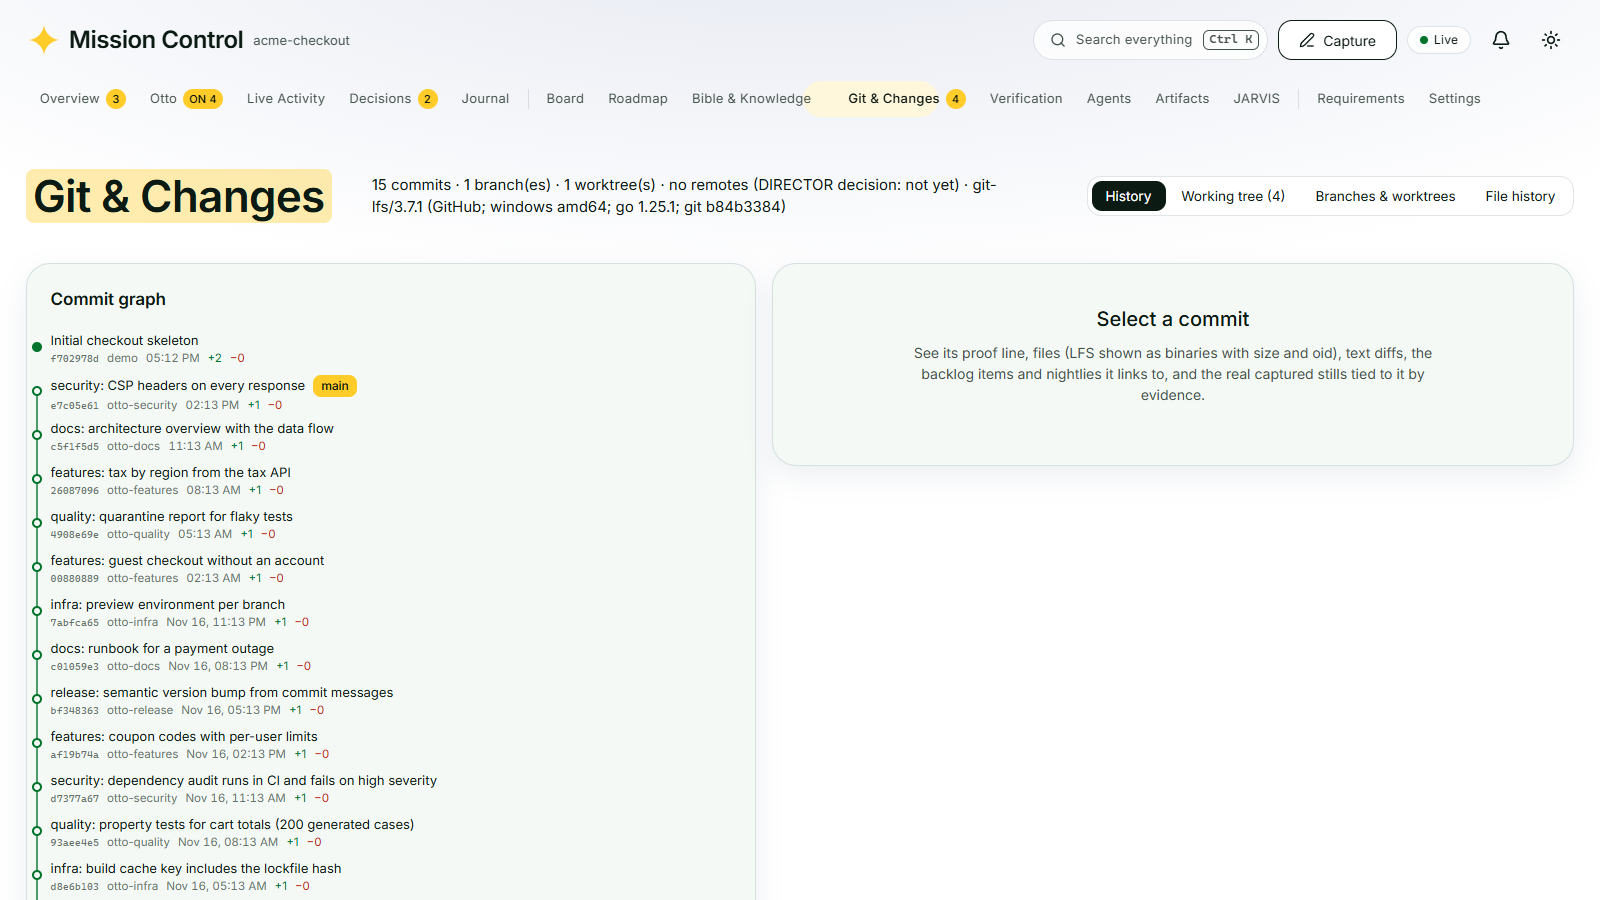 Mission Control acme-checkout Search everything Ctrl K Capture Live
Overview 3 Otto ON 4 Live Activity Decisions 2 Journal Board Roadmap Bible & Knowledge Git & Changes 4 Verification Agents Artifacts JARVIS Requirements Settings
Git & Changes
15 commits · 1 branch(es) · 1 worktree(s) · no remotes (DIRECTOR decision: not yet) · git-
lfs/3.7.1 (GitHub; windows amd64; go 1.25.1; git b84b3384)
History Working tree (4) Branches & worktrees File history
Commit graph
Initial checkout skeleton
f702978d demo 05:12 PM +2 −0
security: CSP headers on every response main
e7c05e61 otto-security 02:13 PM +1 −0
docs: architecture overview with the data flow
c5f1f5d5 otto-docs 11:13 AM +1 −0
features: tax by region from the tax API
26087096 otto-features 08:13 AM +1 −0
quality: quarantine report for flaky tests
4908e69e otto-quality 05:13 AM +1 −0
features: guest checkout without an account
00880889 otto-features 02:13 AM +1 −0
infra: preview environment per branch
7abfca65 otto-infra Nov 16, 11:13 PM +1 −0
docs: runbook for a payment outage
c01059e3 otto-docs Nov 16, 08:13 PM +1 −0
release: semantic version bump from commit messages
bf348363 otto-release Nov 16, 05:13 PM +1 −0
features: coupon codes with per-user limits
af19b74a otto-features Nov 16, 02:13 PM +1 −0
security: dependency audit runs in CI and fails on high severity
d7377a67 otto-security Nov 16, 11:13 AM +1 −0
quality: property tests for cart totals (200 generated cases)
93aee4e5 otto-quality Nov 16, 08:13 AM +1 −0
infra: build cache key includes the lockfile hash
d8e6b103 otto-infra Nov 16, 05:13 AM +1 −0
Select a commit
See its proof line, files (LFS shown as binaries with size and oid), text diffs, the
backlog items and nightlies it links to, and the real captured stills tied to it by
evidence.